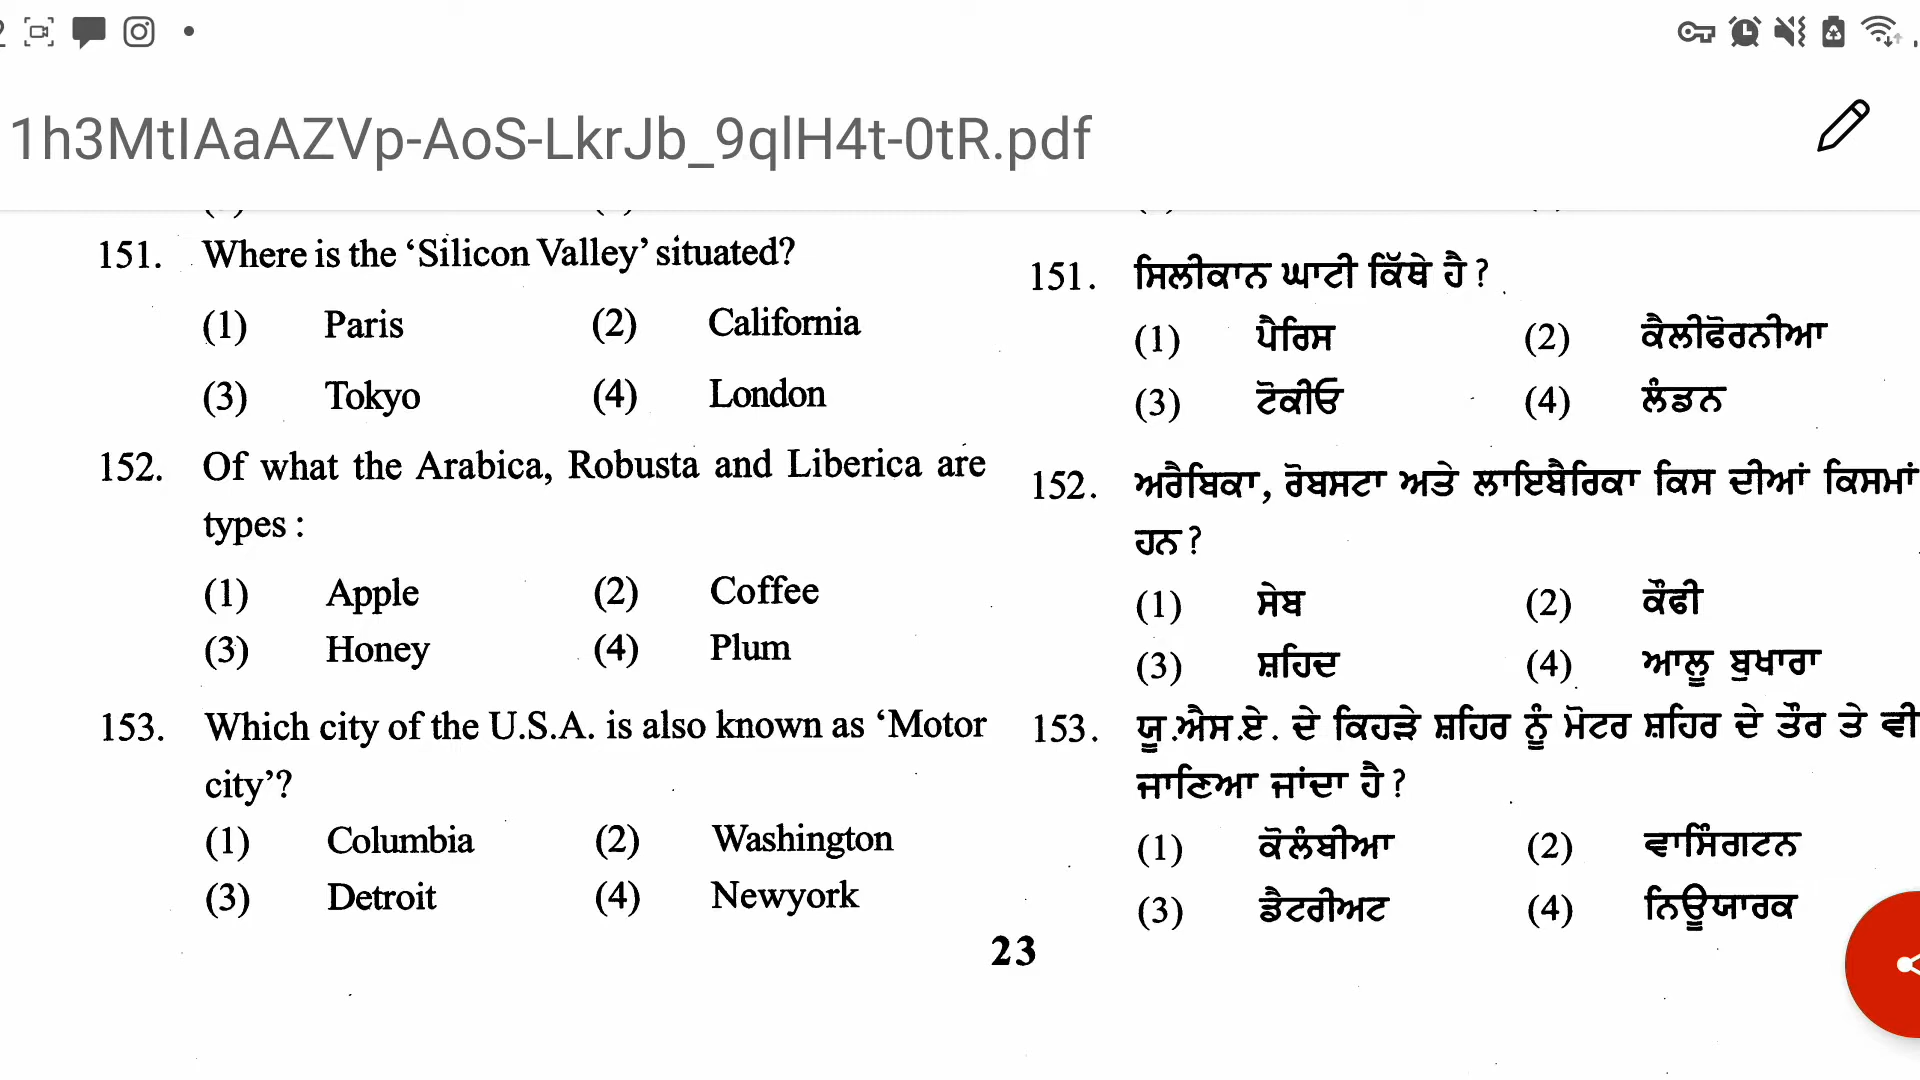 1h3MtIAaAZVp-AoS-LkrJb_9qlH4t-0tR.pdf
151. Where is the ‘Silicon Valley’ situated?
(1) Paris (2) California
(3) Tokyo (4) London
152. Of what the Arabica, Robusta and Liberica are
types :
(1) Apple (2) Coffee
(3) Honey (4) Plum
153. Which city of the U.S.A. is also known as ‘Motor
city’?
(1) Columbia (2) Washington
(3) Detroit (4) Newyork
151. ਸਿਲੀਕਾਨ ਘਾਟੀ ਕਿੱਥੇ ਹੈ ?
(1) ਪੈਰਿਸ (2) ਕੈਲੀਫੋਰਨੀਆ
(3) ਟੋਕੀਓ (4) ਲੰਡਨ
152. ਅਰੈਬਿਕਾ, ਰੋਬਸਟਾ ਅਤੇ ਲਾਇਬੈਰਿਕਾ ਕਿਸ ਦੀਆਂ ਕਿਸਮਾਂ
ਹਨ ?
(1) ਸੇਬ (2) ਕੌਫੀ
(3) ਸ਼ਹਿਦ (4) ਆਲੂ ਬੁਖਾਰਾ
153. ਯੂ.ਐਸ.ਏ. ਦੇ ਕਿਹੜੇ ਸ਼ਹਿਰ ਨੂੰ ਮੋਟਰ ਸ਼ਹਿਰ ਦੇ ਤੌਰ ਤੇ ਵੀ
ਜਾਣਿਆ ਜਾਂਦਾ ਹੈ ?
(1) ਕੋਲੰਬੀਆ (2) ਵਾਸਿੰਗਟਨ
(3) ਡੈਟਰੀਅਟ (4) ਨਿਊਯਾਰਕ
23